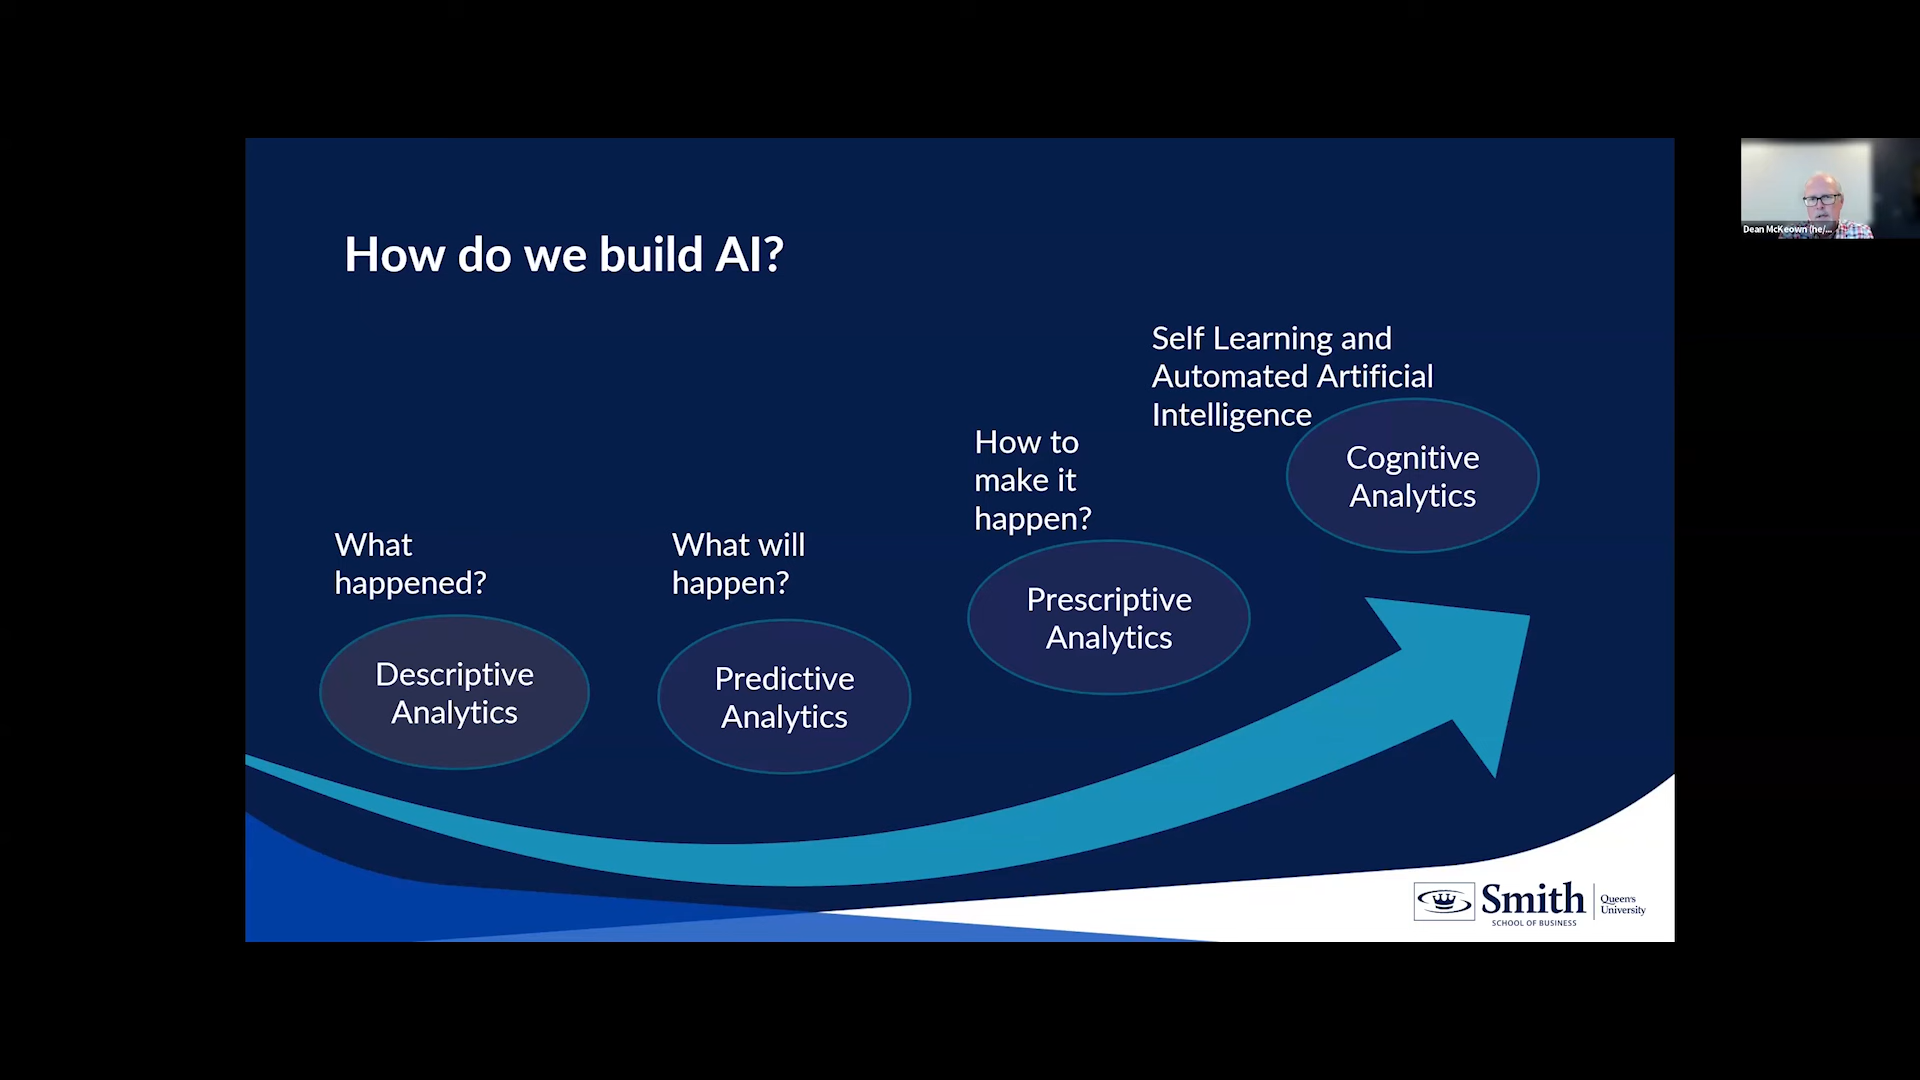 How do we build AI?
Self Learning and
Automated Artificial
Intelligence
How to
make it
happen?
Cognitive
Analytics
What
happened?
What will
happen?
Prescriptive
Analytics
Descriptive
Analytics
Predictive
Analytics
Smith
SCHOOL OF BUSINESS
Queen's
University
Dean McKeown (he/...